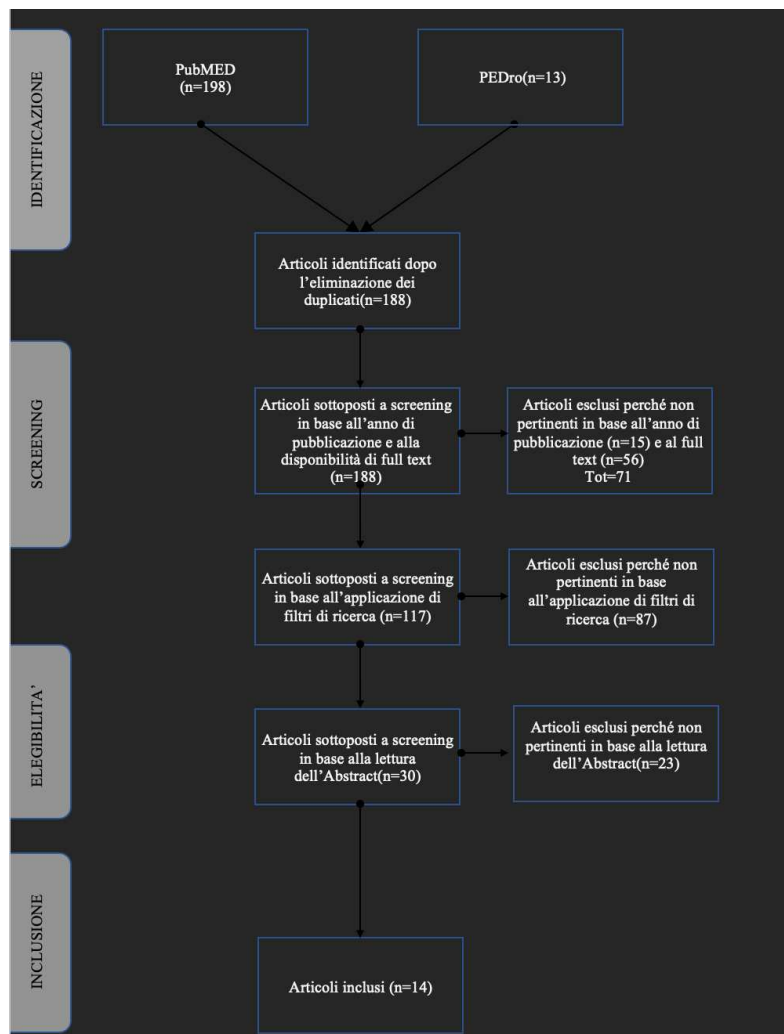 IDENTIFICAZIONE
PubMED
(n=198)
PEDro(n=13)
Articoli identificati dopo
l’eliminazione dei
duplicati(n=188)
SCREENING
Articoli sottoposti a screening
in base all’anno di
pubblicazione e alla
disponibilità di full text
(n=188)
Articoli esclusi perché non
pertinenti in base all’anno di
pubblicazione (n=15) e al full
text (n=56)
Tot=71
Articoli sottoposti a screening
in base all’applicazione di
filtri di ricerca (n=117)
Articoli esclusi perché non
pertinenti in base
all’applicazione di filtri di
ricerca (n=87)
ELEGIBILITA’
Articoli sottoposti a screening
in base alla lettura
dell’Abstract(n=30)
Articoli esclusi perché non
pertinenti in base alla lettura
dell’Abstract(n=23)
INCLUSIONE
Articoli inclusi (n=14)